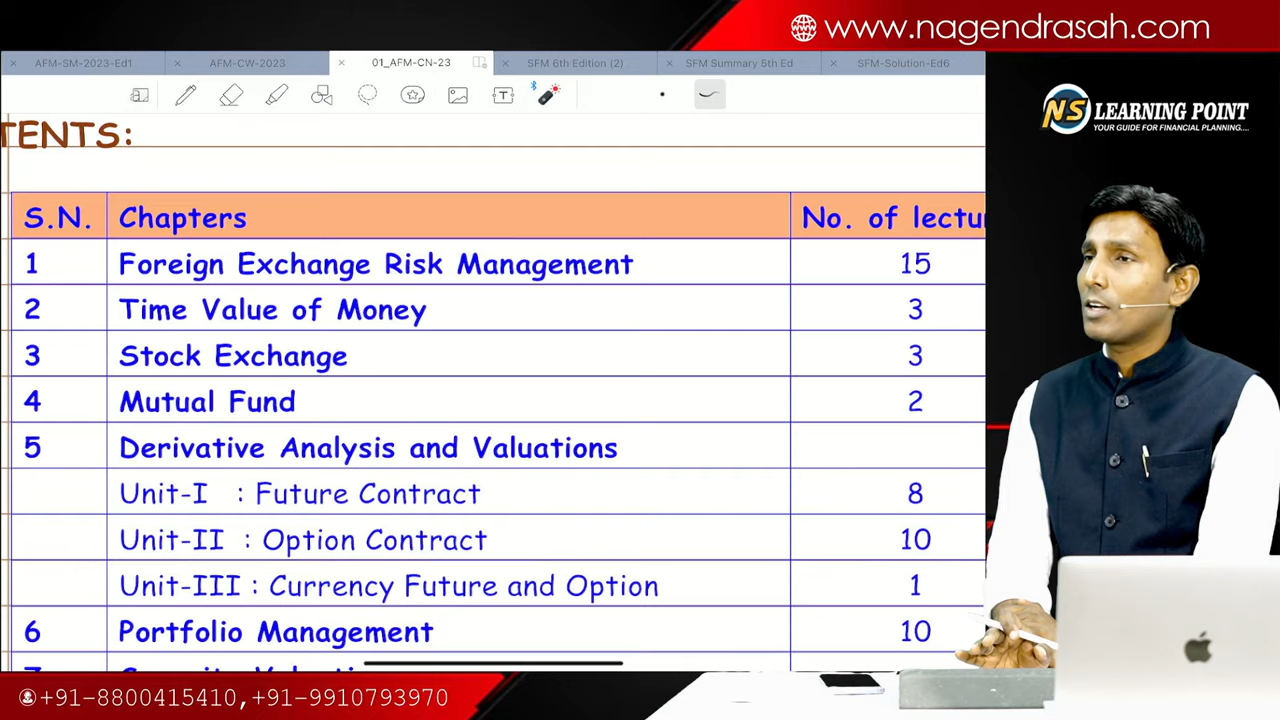 www.nagendrasah.com
AFM-SM-2023-Ed1
AFM-CW-2023
01_AFM-CN-23
SFM 6th Edition (2)
SFM Summary 5th Ed
SFM-Solution-Ed6
NS LEARNING POINT
YOUR GUIDE FOR FINANCIAL PLANNING....
TENTS:
S.N. Chapters No. of lectu
1 Foreign Exchange Risk Management 15
2 Time Value of Money 3
3 Stock Exchange 3
4 Mutual Fund 2
5 Derivative Analysis and Valuations
Unit-I : Future Contract 8
Unit-II : Option Contract 10
Unit-III : Currency Future and Option 1
6 Portfolio Management 10
+91-8800415410,+91-9910793970